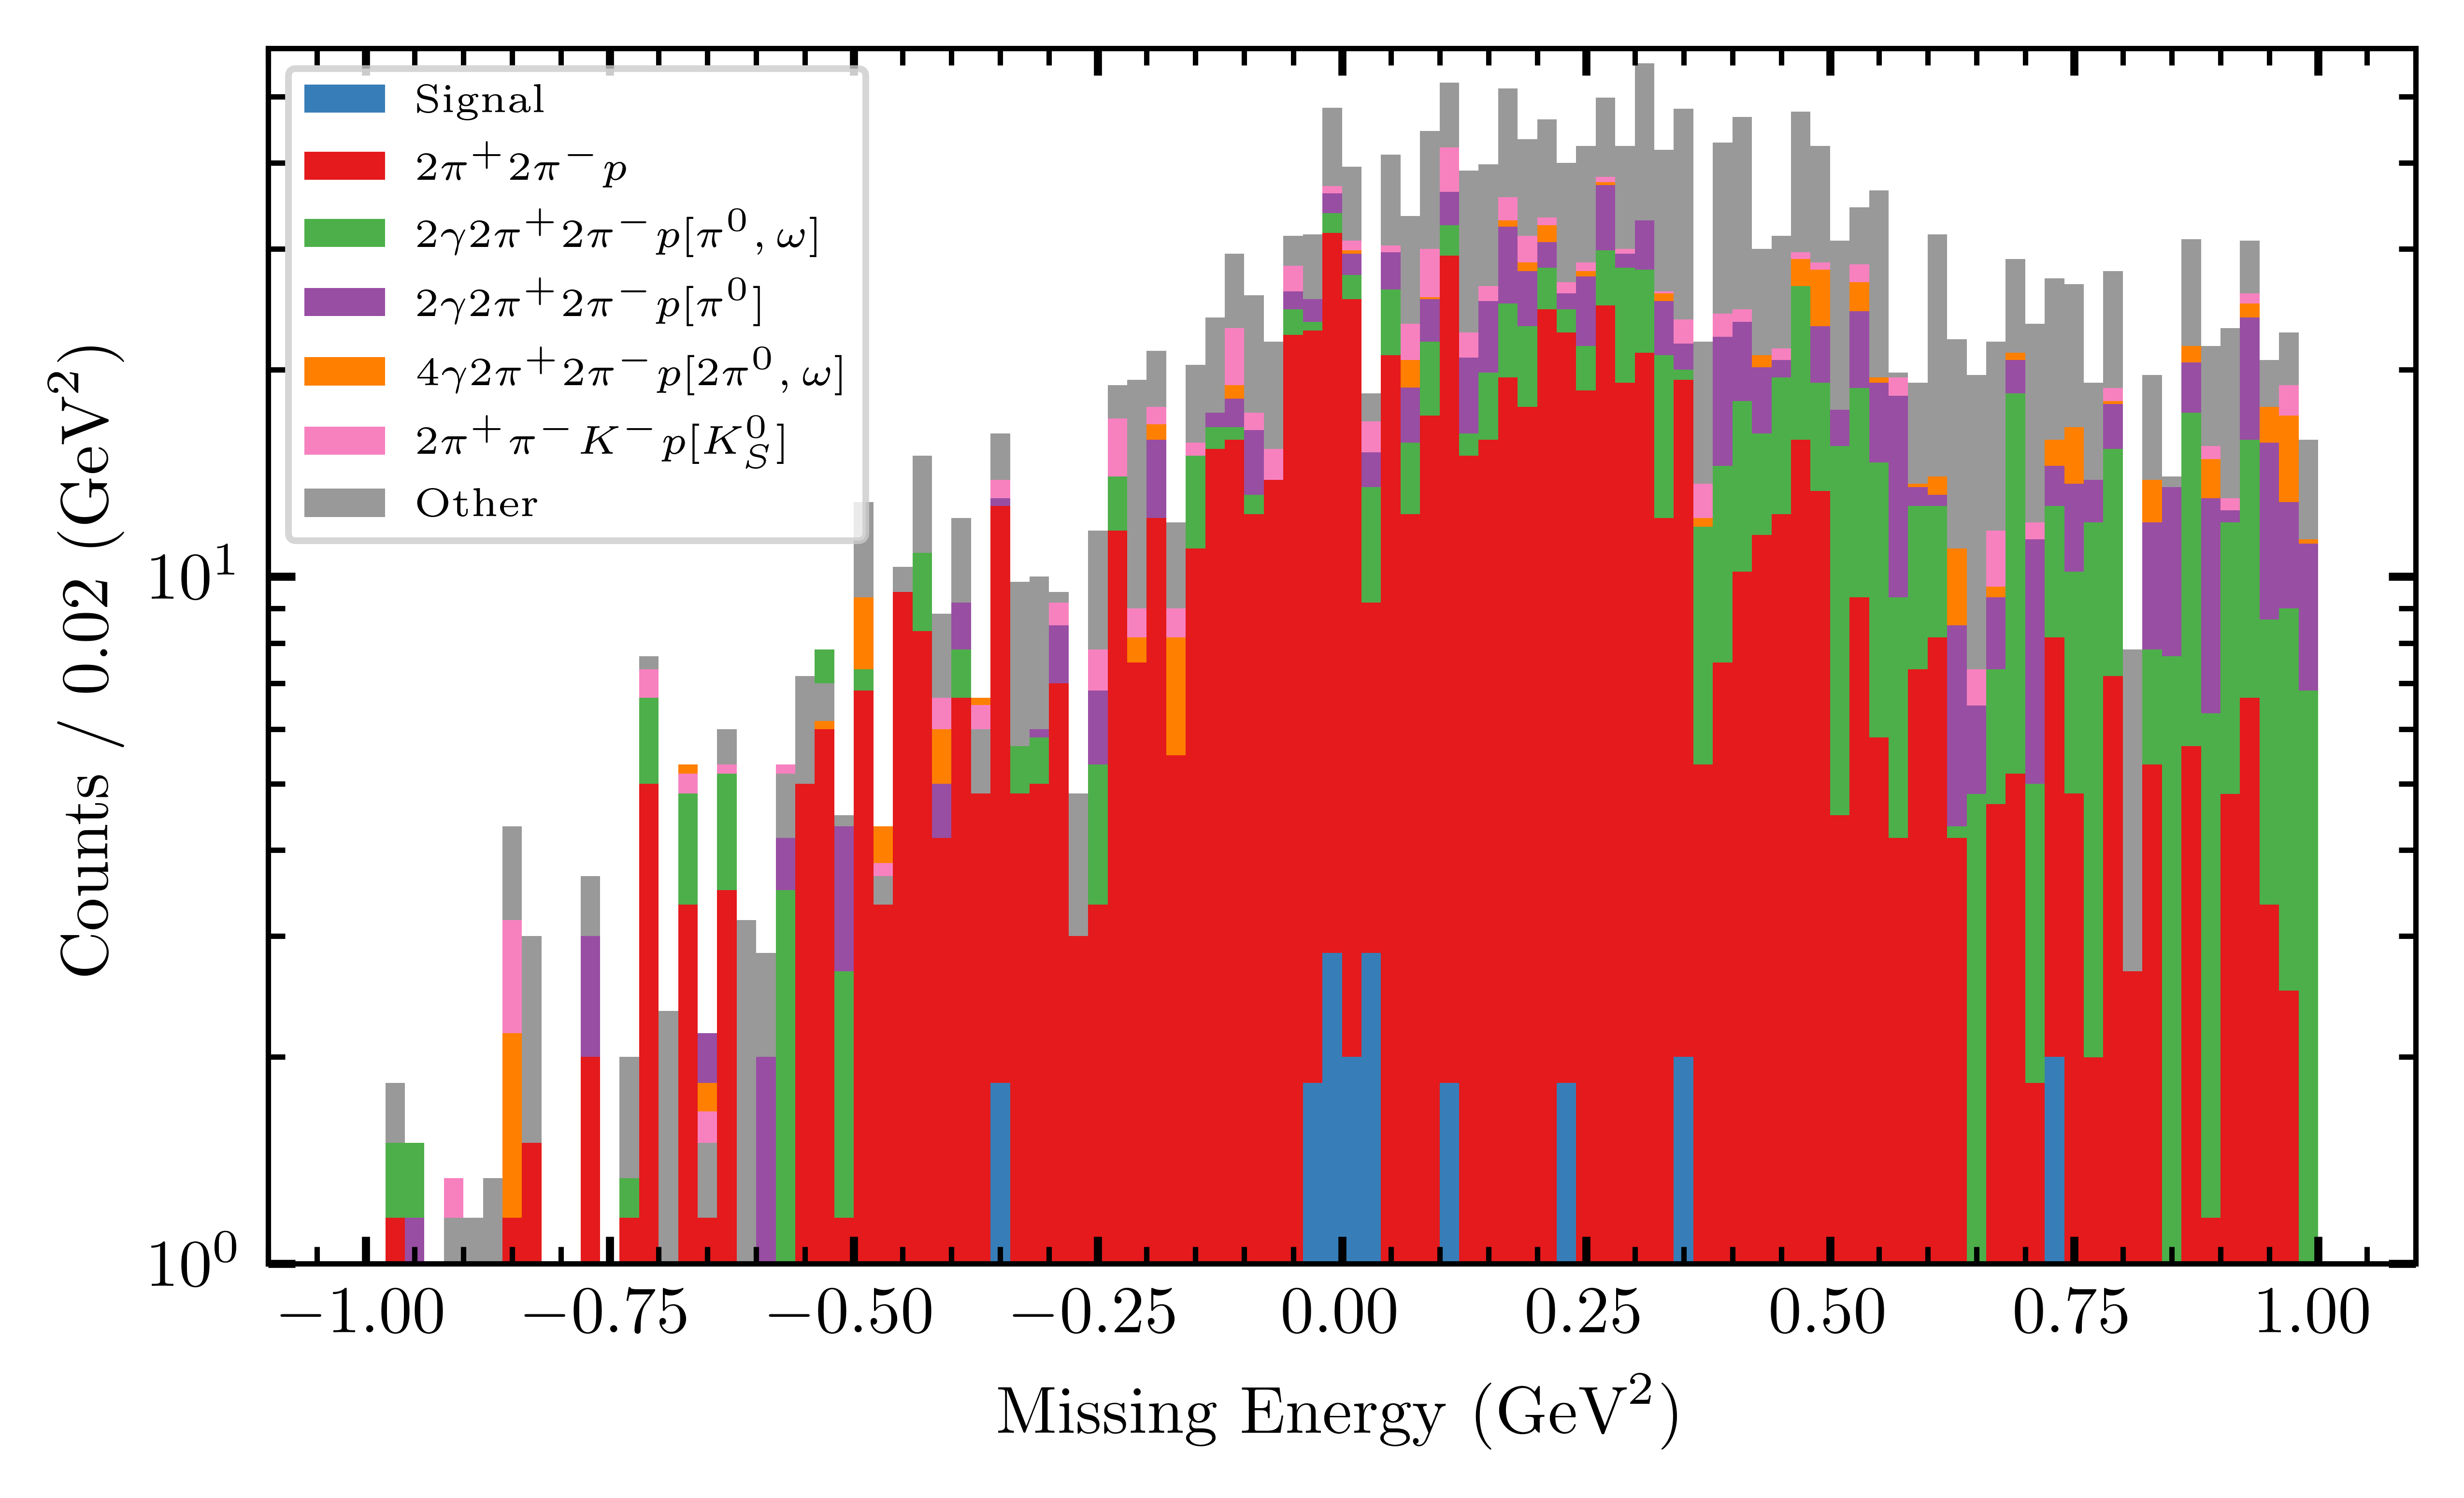 Signal
2π⁺2π⁻p
2γ2π⁺2π⁻p[π⁰, ω]
2γ2π⁺2π⁻p[π⁰]
4γ2π⁺2π⁻p[2π⁰, ω]
2π⁺π⁻K⁻p[K_S⁰]
Other
Counts / 0.02 (GeV²)
10¹
10⁰
−1.00 −0.75 −0.50 −0.25 0.00 0.25 0.50 0.75 1.00
Missing Energy (GeV²)